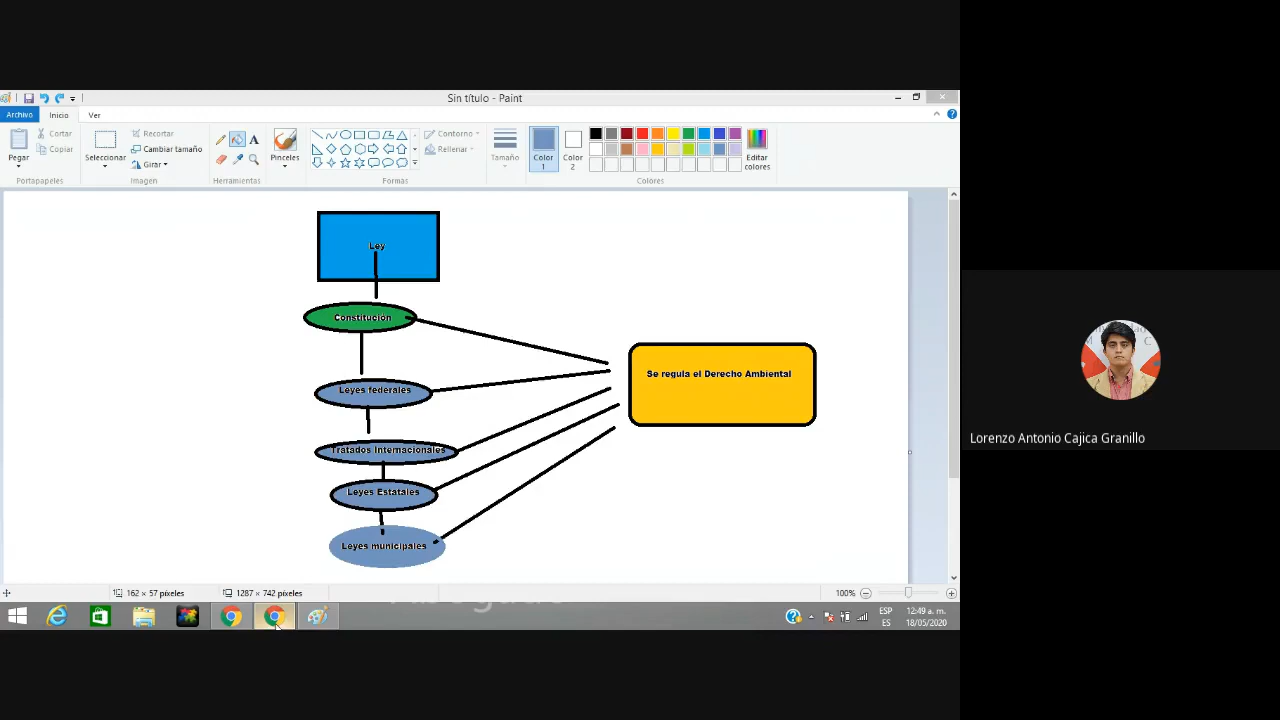 Sin título - Paint
Archivo Inicio Ver
Pegar
Cortar
Copiar
Portapapeles
Seleccionar
Recortar
Cambiar tamaño
Girar
Imagen
A
Herramientas
Pinceles
Contorno
Rellenar
Formas
Tamaño
Color 1
Color 2
Editar colores
Colores
Ley
Constitución
Leyes federales
Tratados Internacionales
Leyes Estatales
Leyes municipales
Se regula el Derecho Ambiental
Lorenzo Antonio Cajica Granillo
162 × 57 píxeles
1287 × 742 píxeles
100%
ESP
ES
12:49 a. m.
18/05/2020